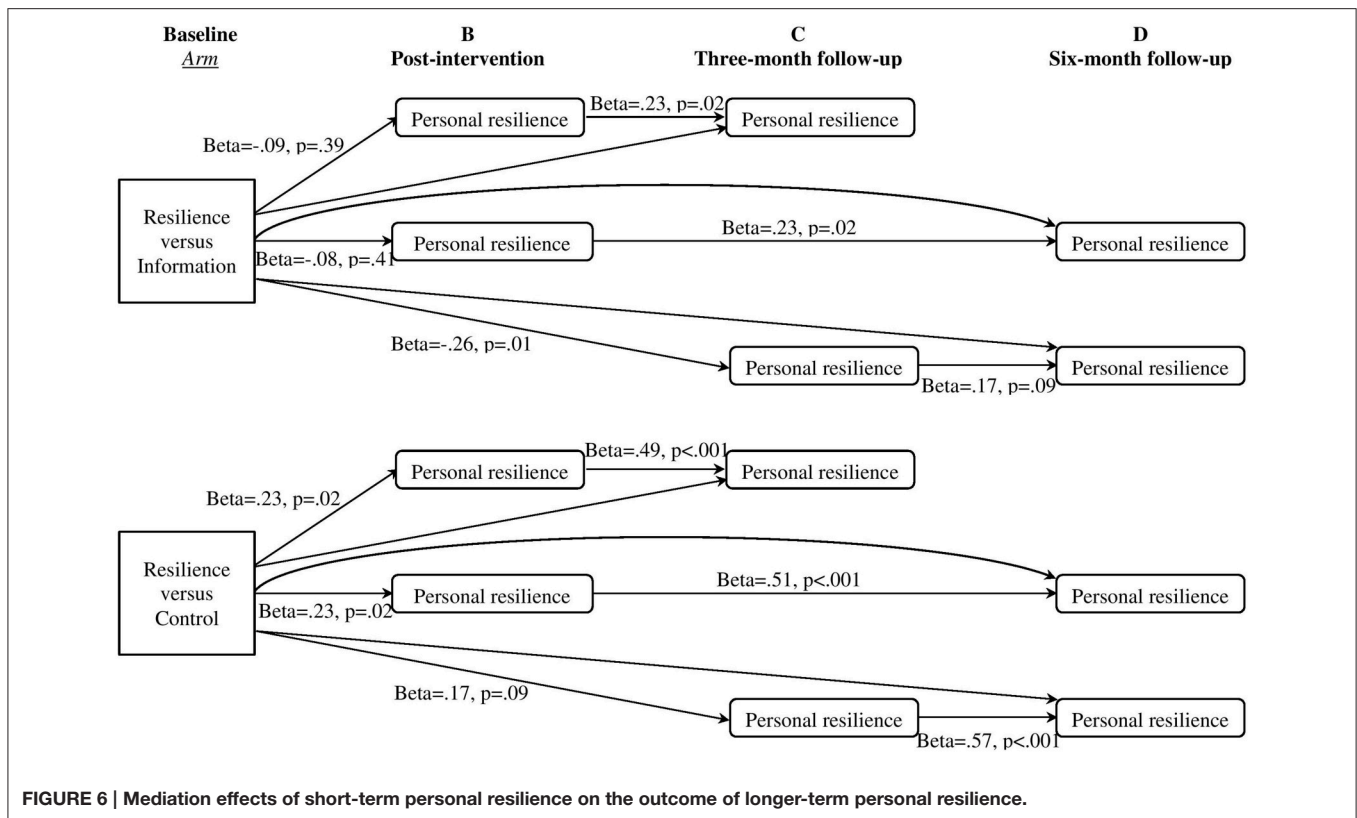 Baseline B C D
Arm Post-intervention Three-month follow-up Six-month follow-up
Beta=.23, p=.02
Personal resilience Personal resilience
Beta=-.09, p=.39
Resilience
versus
Information
Beta=.23, p=.02
Personal resilience Personal resilience
Beta=-.08, p=.41
Beta=-.26, p=.01
Personal resilience Personal resilience
Beta=.17, p=.09
Beta=.49, p<.001
Personal resilience Personal resilience
Beta=.23, p=.02
Resilience
versus
Control
Beta=.51, p<.001
Personal resilience Personal resilience
Beta=.23, p=.02
Beta=.17, p=.09
Personal resilience Personal resilience
Beta=.57, p<.001
FIGURE 6 | Mediation effects of short-term personal resilience on the outcome of longer-term personal resilience.